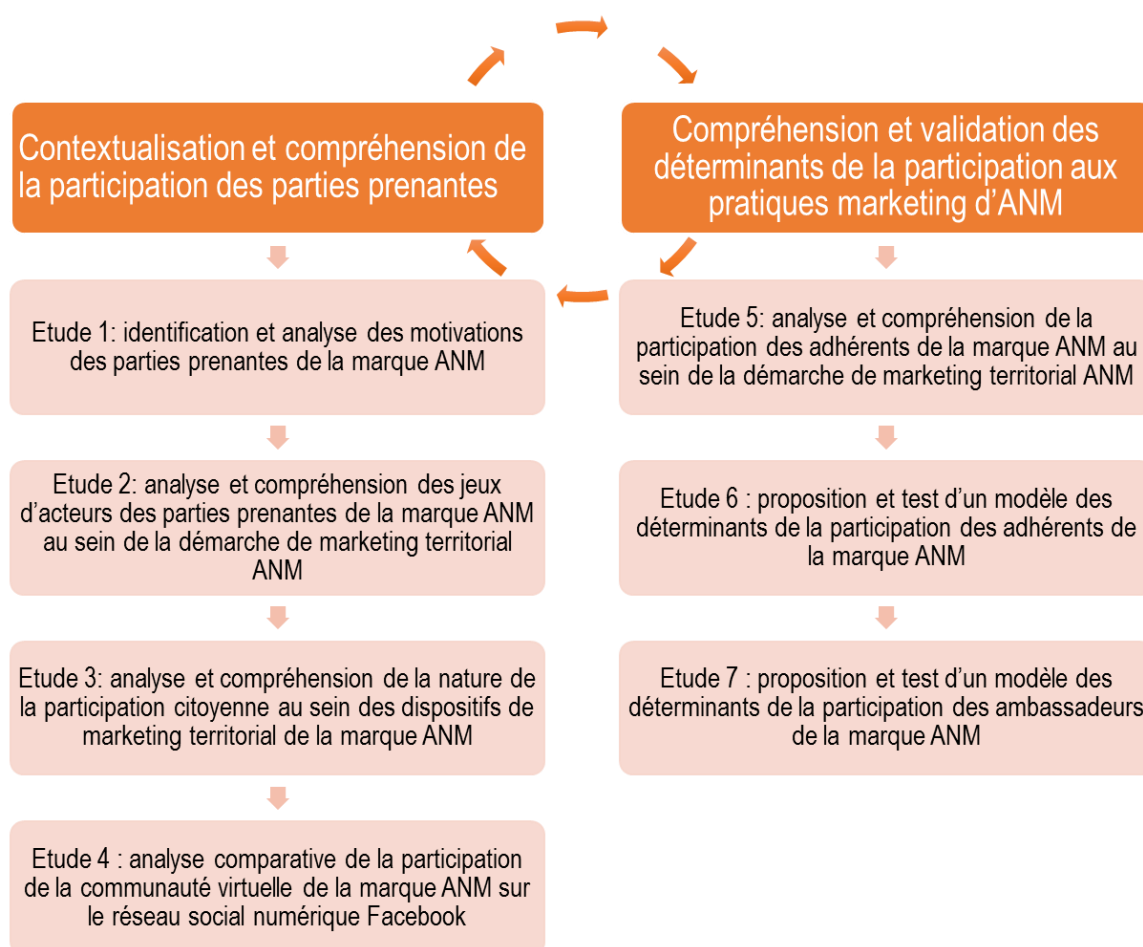 Contextualisation et compréhension de
la participation des parties prenantes
Etude 1: identification et analyse des motivations
des parties prenantes de la marque ANM
Etude 2: analyse et compréhension des jeux
d’acteurs des parties prenantes de la marque ANM
au sein de la démarche de marketing territorial
ANM
Etude 3: analyse et compréhension de la nature de
la participation citoyenne au sein des dispositifs de
marketing territorial de la marque ANM
Etude 4 : analyse comparative de la participation
de la communauté virtuelle de la marque ANM sur
le réseau social numérique Facebook
Compréhension et validation des
déterminants de la participation aux
pratiques marketing d’ANM
Etude 5: analyse et compréhension de la
participation des adhérents de la marque ANM au
sein de la démarche de marketing territorial ANM
Etude 6 : proposition et test d’un modèle des
déterminants de la participation des adhérents de
la marque ANM
Etude 7 : proposition et test d’un modèle des
déterminants de la participation des ambassadeurs
de la marque ANM